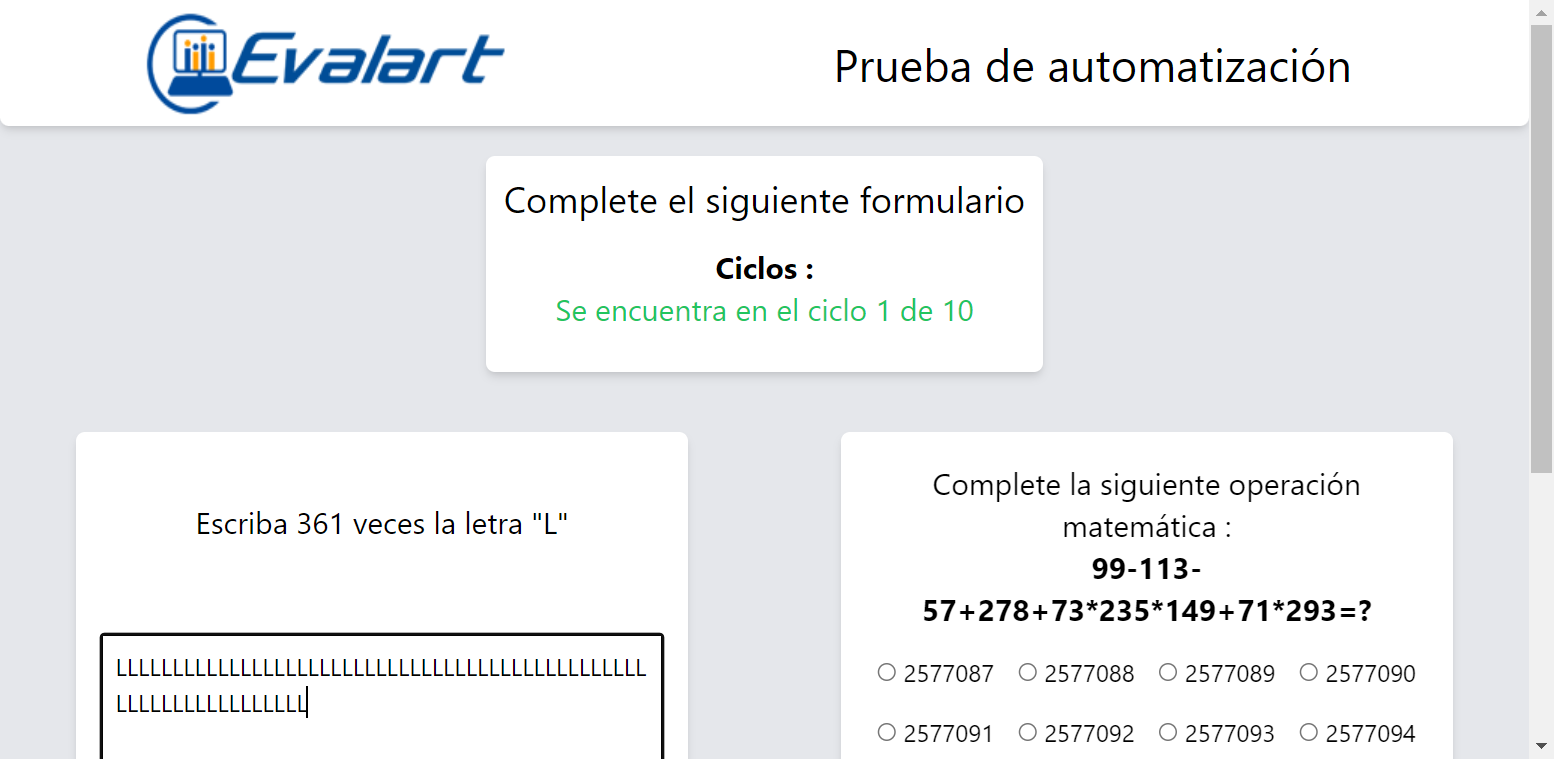 Evalart
Prueba de automatización
Complete el siguiente formulario
Ciclos :
Se encuentra en el ciclo 1 de 10
Escriba 361 veces la letra "L"
LLLLLLLLLLLLLLLLLLLLLLLLLLLLLLLLLLLLLLLLLLLLLLL
LLLLLLLLLLLLLLLLL
Complete la siguiente operación
matemática :
99-113-
57+278+73*235*149+71*293=?
2577087 2577088 2577089 2577090
2577091 2577092 2577093 2577094